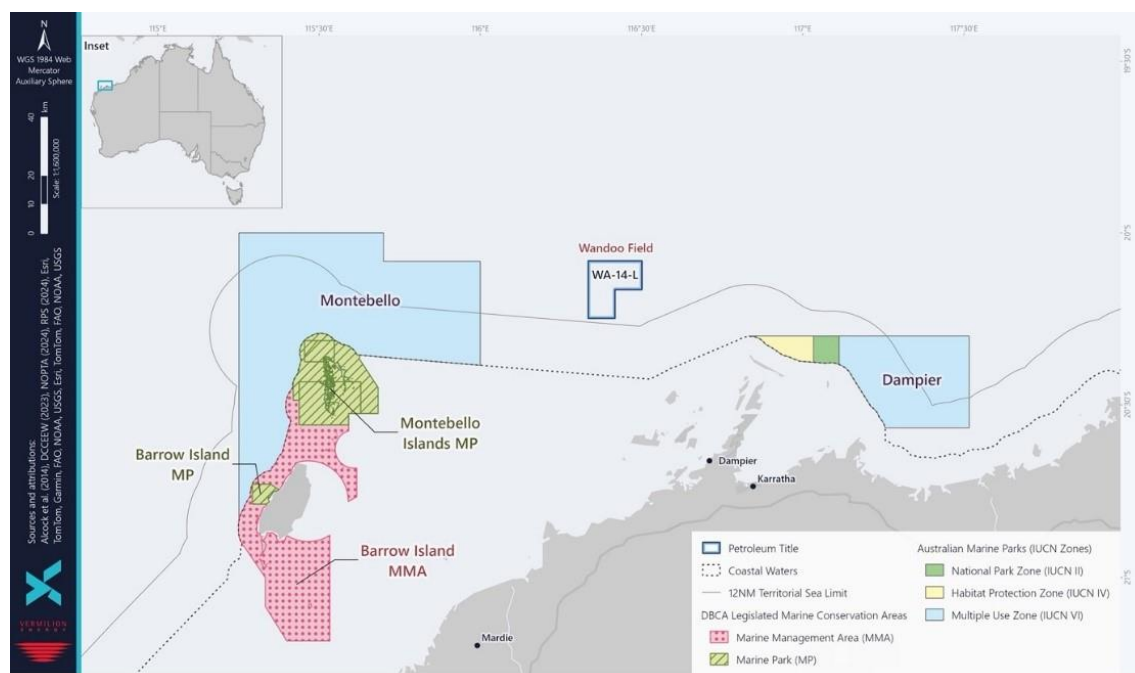 N
WGS 1984 Web
Mercator
Auxiliary Sphere
0 10 20 40
km
Scale: 1:1,600,000
Sources and attributions:
Alcock et al. (2014), DCCEEW (2023), NOPTA (2024), RPS (2024), Esri,
TomTom, Garmin, FAO, NOAA, USGS, Esri, TomTom, FAO, NOAA, USGS
VERMILION
ENERGY
115°E
115°30'E
116°E
116°30'E
117°E
117°30'E
19°30'S
20°S
20°30'S
21°S
Inset
Wandoo Field
WA-14-L
Montebello
Dampier
Montebello
Islands MP
Barrow Island
MP
Barrow Island
MMA
Dampier
Karratha
Mardie
Petroleum Title
Coastal Waters
12NM Territorial Sea Limit
DBCA Legislated Marine Conservation Areas
Marine Management Area (MMA)
Marine Park (MP)
Australian Marine Parks (IUCN Zones)
National Park Zone (IUCN II)
Habitat Protection Zone (IUCN IV)
Multiple Use Zone (IUCN VI)